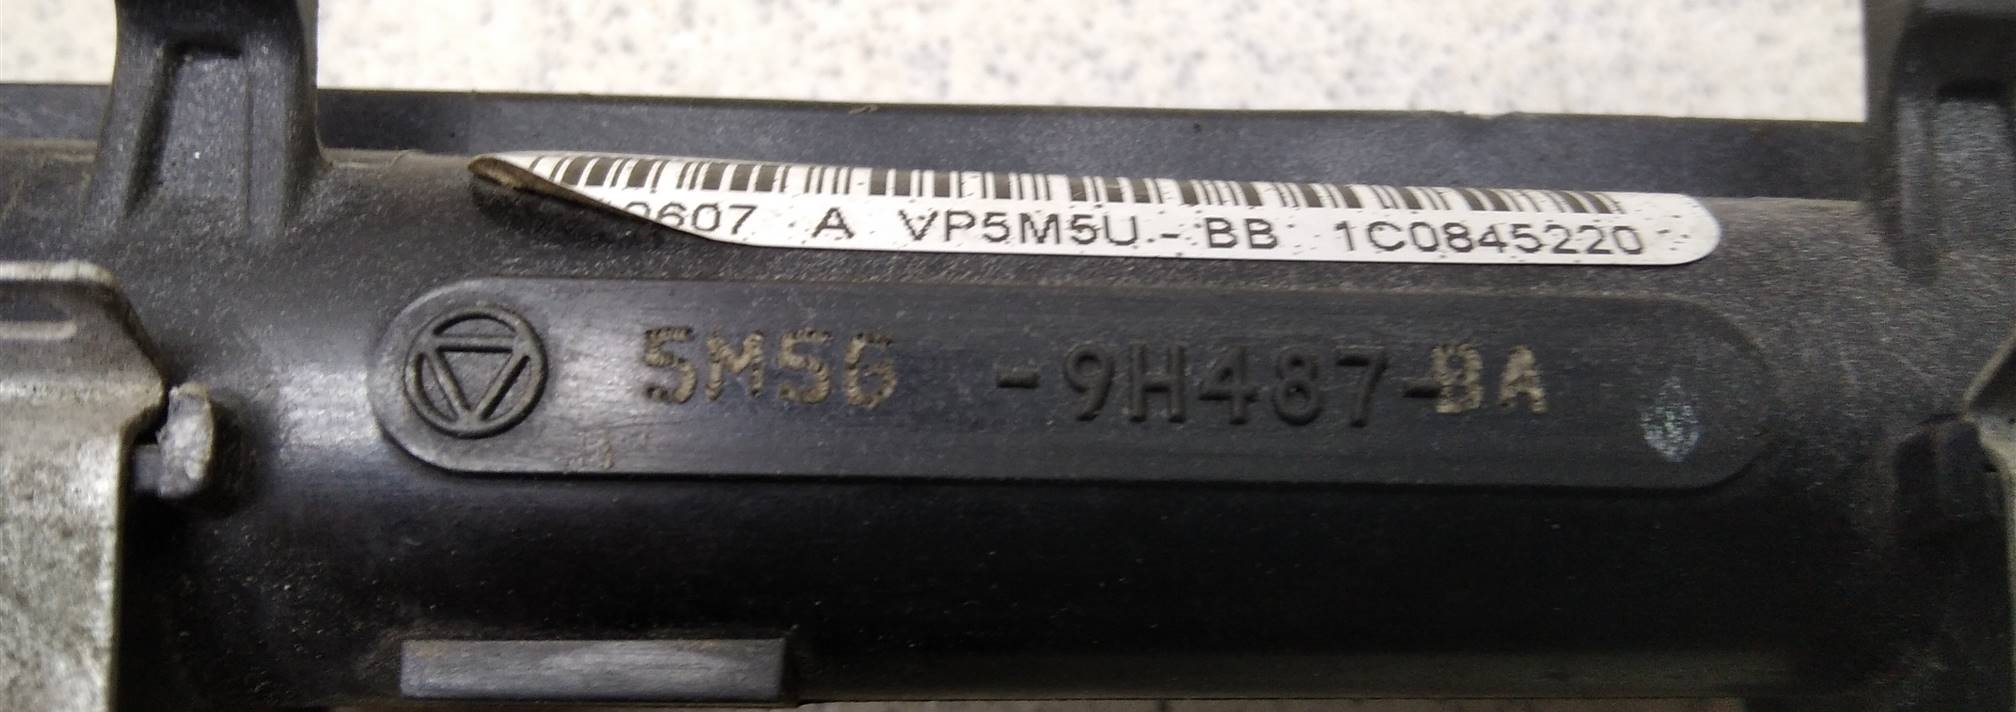 0607 A VP5M5U - BB 1C0845220
5M5G -9H487-BA